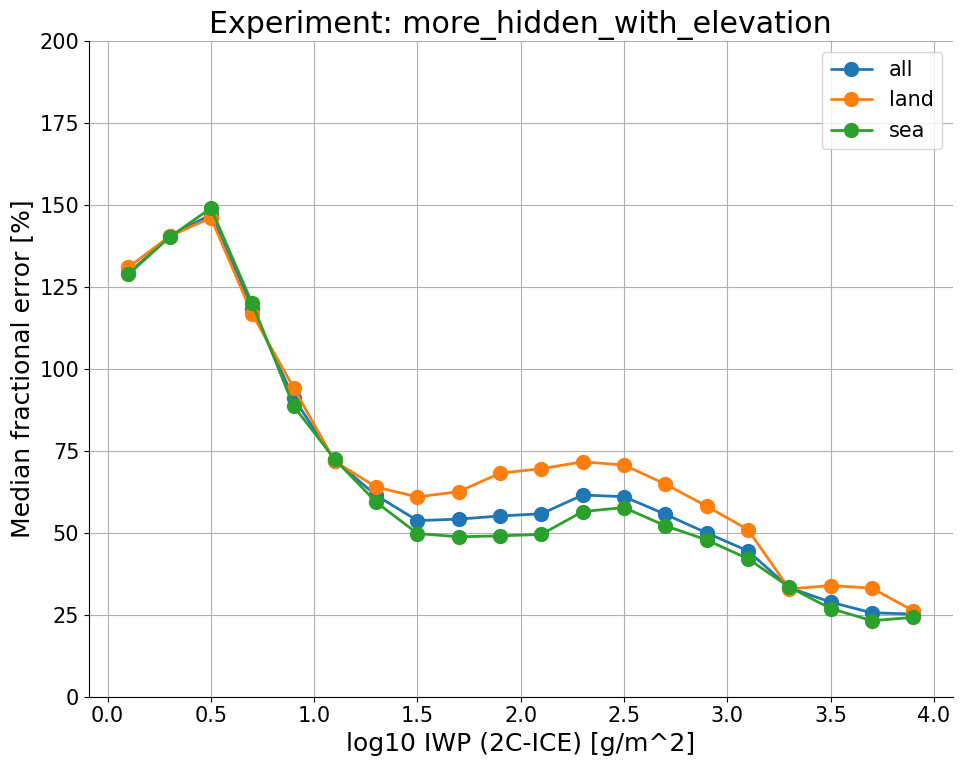 Experiment: more_hidden_with_elevation
200
175
150
125
100
75
50
25
0
Median fractional error [%]
all
land
sea
0.0 0.5 1.0 1.5 2.0 2.5 3.0 3.5 4.0
log10 IWP (2C-ICE) [g/m^2]